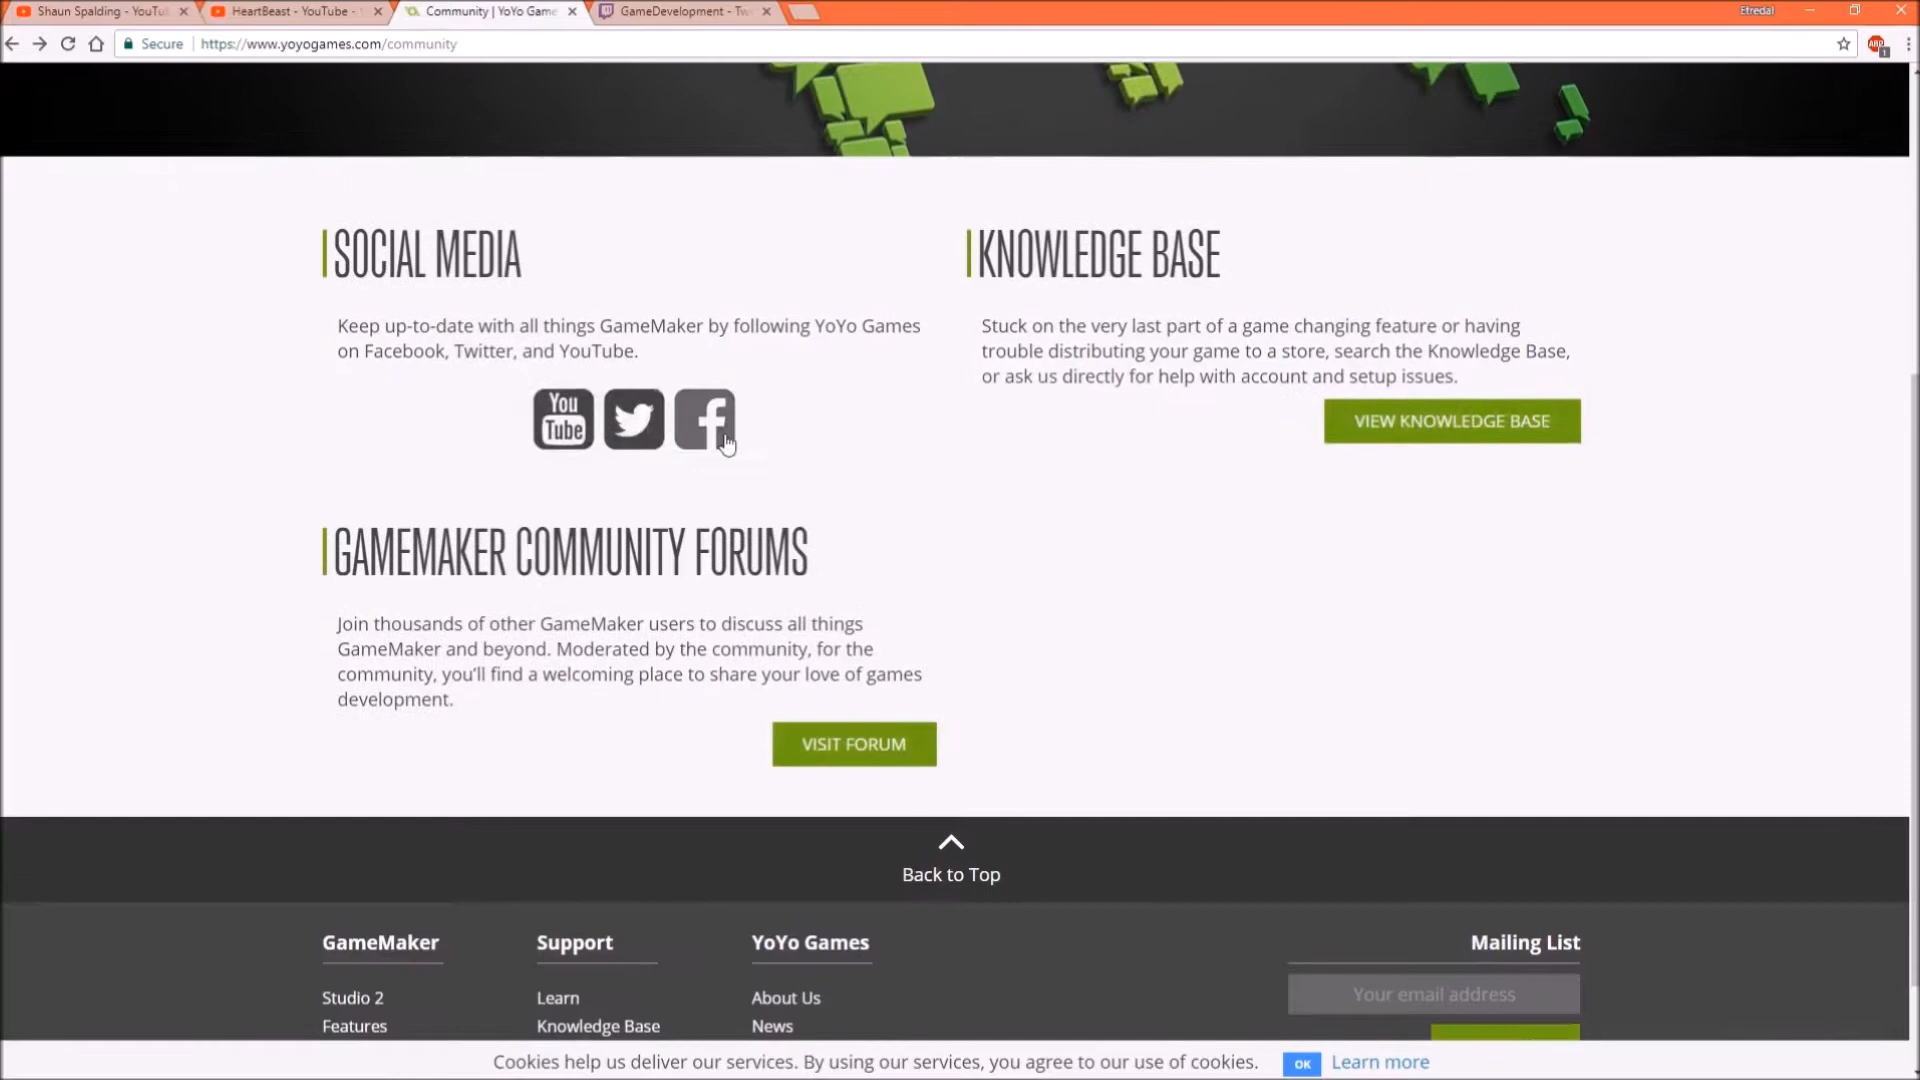 Shaun Spalding - YouTu
HeartBeast - YouTube -
Community | YoYo Game
GameDevelopment - Tw
Etredal
Secure
https://www.yoyogames.com/community
ABP
1
SOCIAL MEDIA
Keep up-to-date with all things GameMaker by following YoYo Games
on Facebook, Twitter, and YouTube.
You
Tube
KNOWLEDGE BASE
Stuck on the very last part of a game changing feature or having
trouble distributing your game to a store, search the Knowledge Base,
or ask us directly for help with account and setup issues.
VIEW KNOWLEDGE BASE
GAMEMAKER COMMUNITY FORUMS
Join thousands of other GameMaker users to discuss all things
GameMaker and beyond. Moderated by the community, for the
community, you'll find a welcoming place to share your love of games
development.
VISIT FORUM
Back to Top
GameMaker
Studio 2
Features
Support
Learn
Knowledge Base
YoYo Games
About Us
News
Mailing List
Your email address
Cookies help us deliver our services. By using our services, you agree to our use of cookies.
OK
Learn more